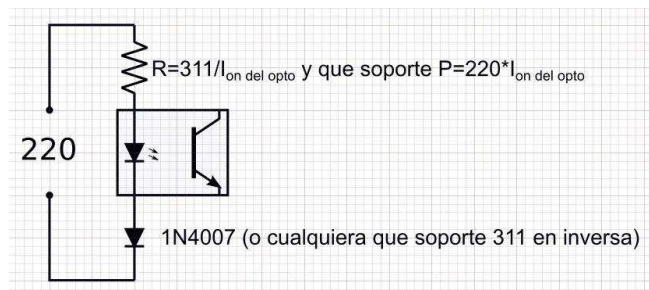 R=311/Ion del opto y que soporte P=220*Ion del opto
220
1N4007 (o cualquiera que soporte 311 en inversa)